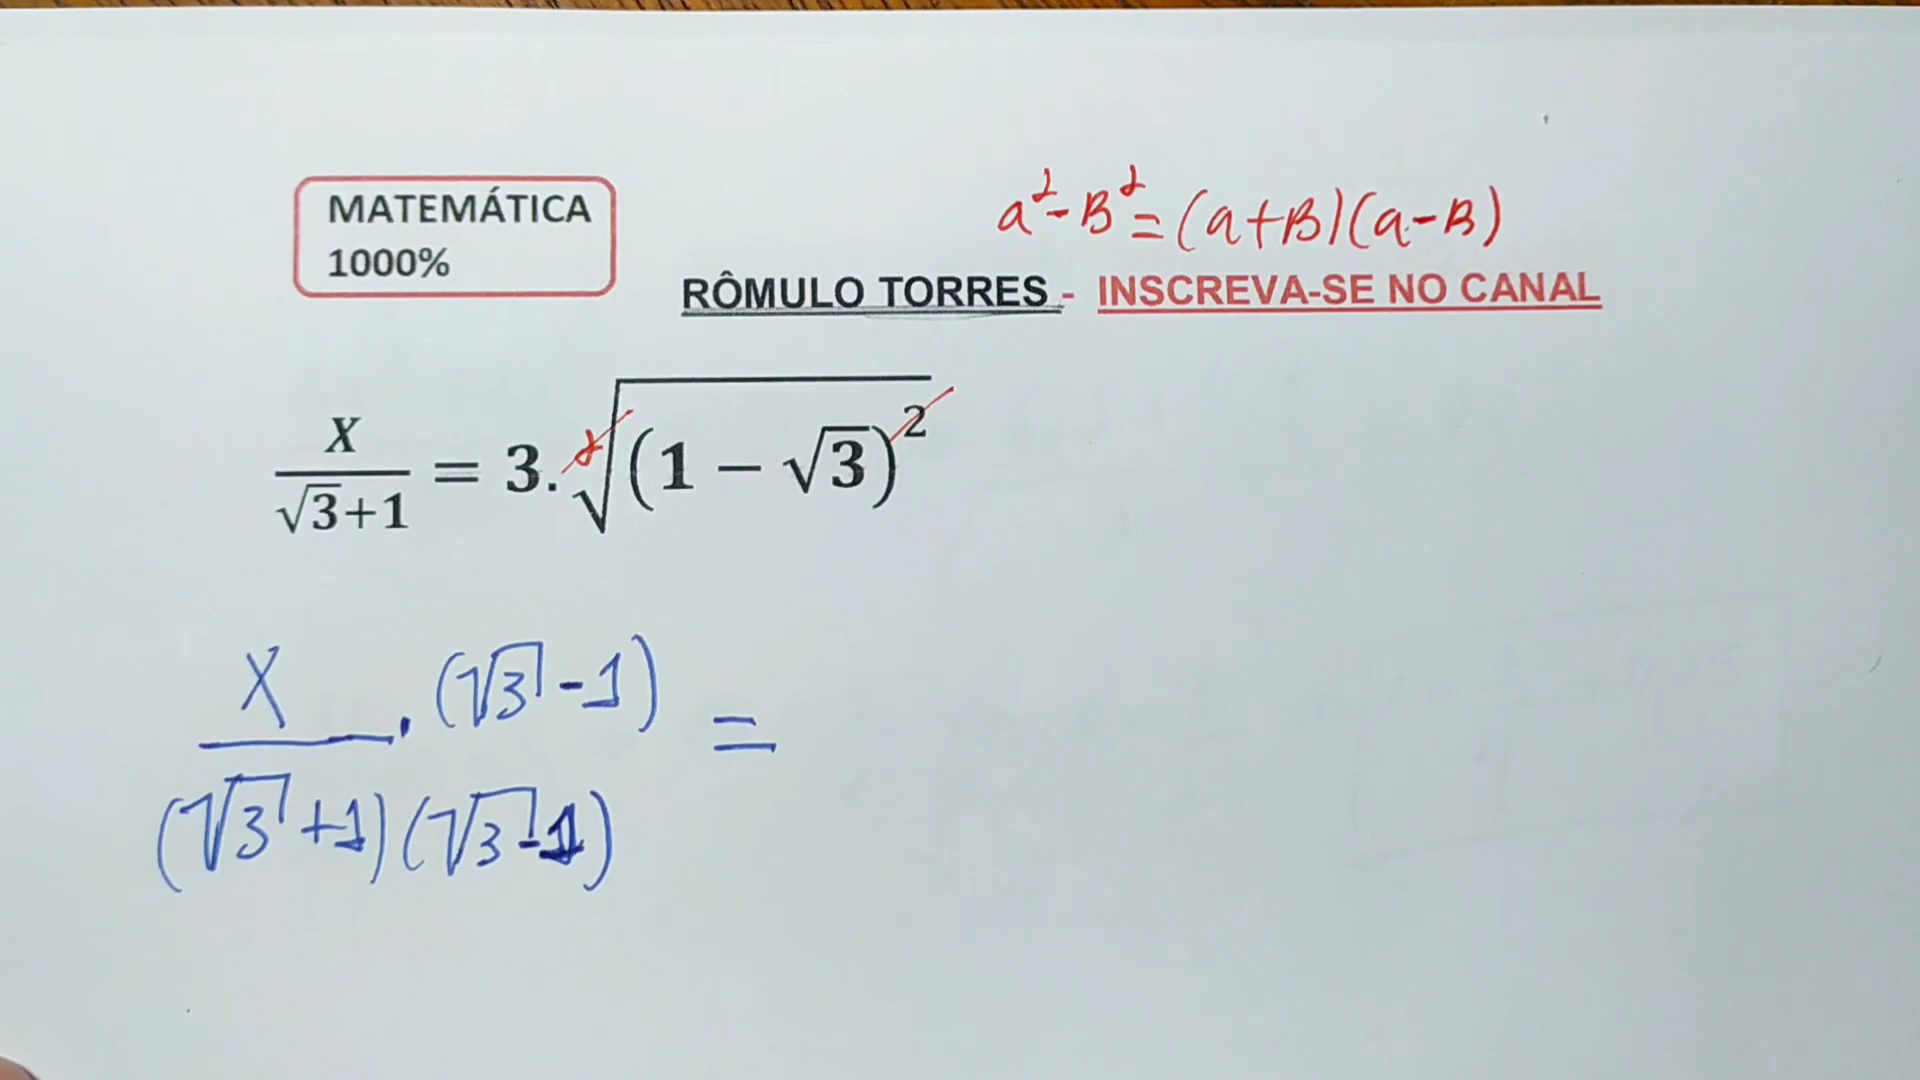 a² - B² = (a+B)(a-B)
MATEMÁTICA
1000%
RÔMULO TORRES - INSCREVA-SE NO CANAL
X/(√3+1) = 3.²√(1 − √3)²
X/(√3+1) . (√3 - 1)/(√3 - 1) =